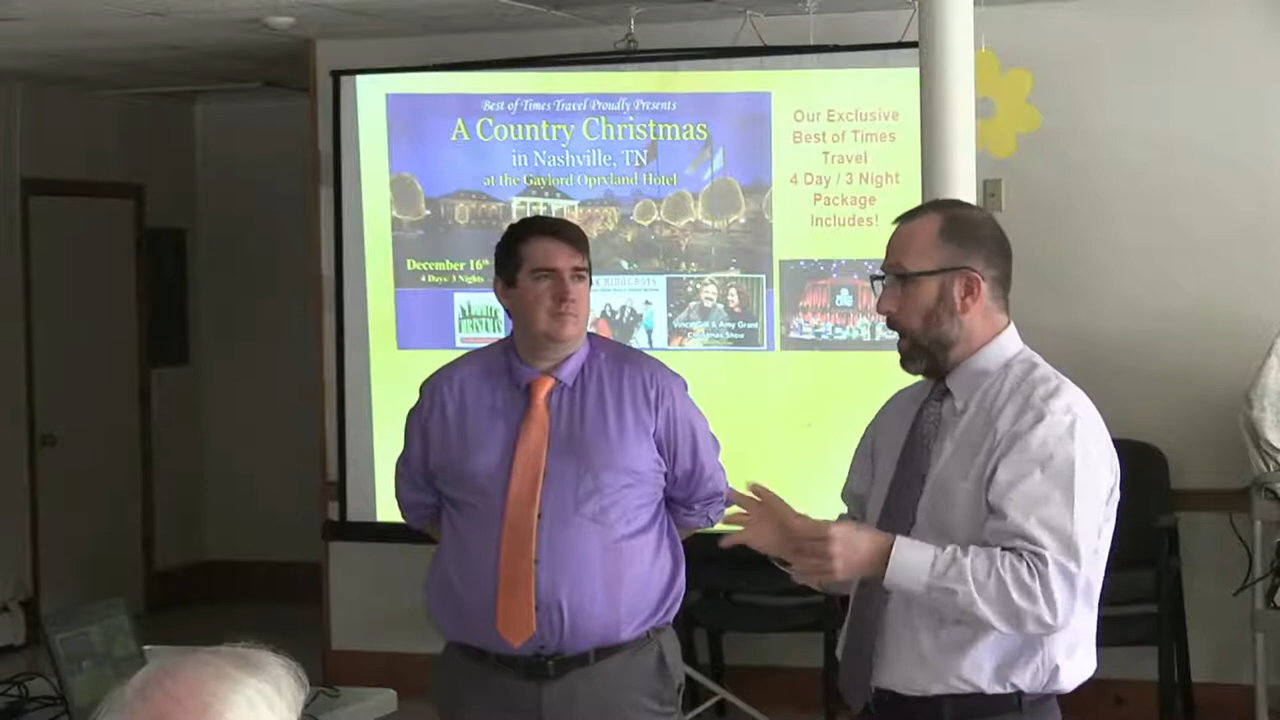 Best of Times Travel Proudly Presents
A Country Christmas
in Nashville, TN
at the Gaylord Opryland Hotel
December 16th
4 Days 3 Nights
Our Exclusive
Best of Times
Travel
4 Day / 3 Night
Package
Includes!
RIDGE BOYS
Vince Gill & Amy Grant
Christmas Show